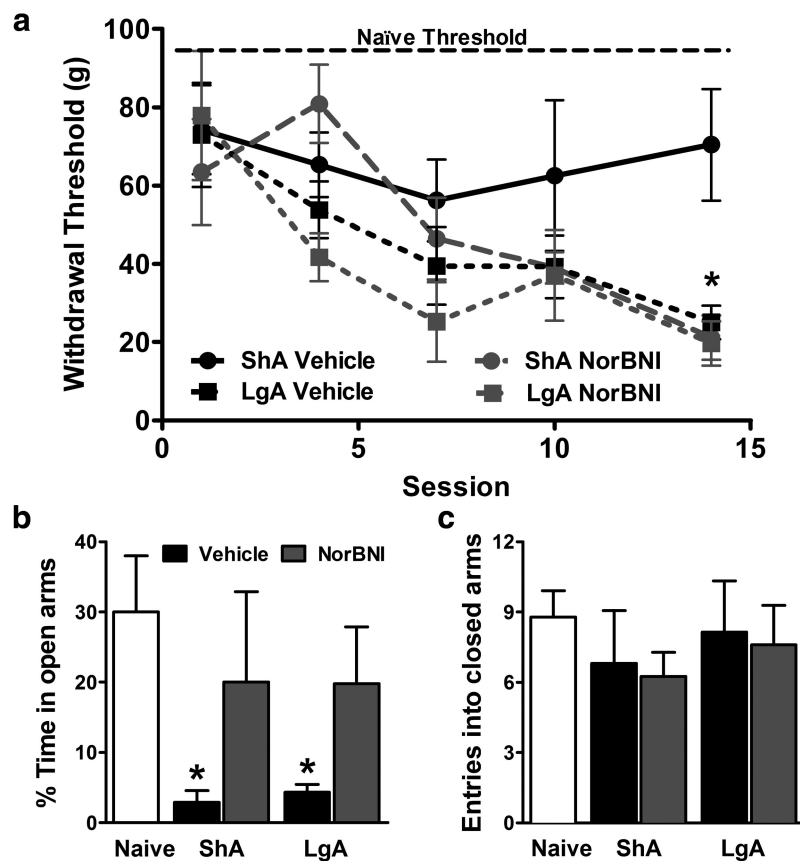 a
100
80
60
40
20
0
Withdrawal Threshold (g)
Naïve Threshold
*
ShA Vehicle
LgA Vehicle
ShA NorBNI
LgA NorBNI
0 5 10 15
Session
b
40
30
20
10
0
% Time in open arms
Vehicle NorBNI
* *
Naive ShA LgA
c
12
9
6
3
0
Entries into closed arms
Naive ShA LgA